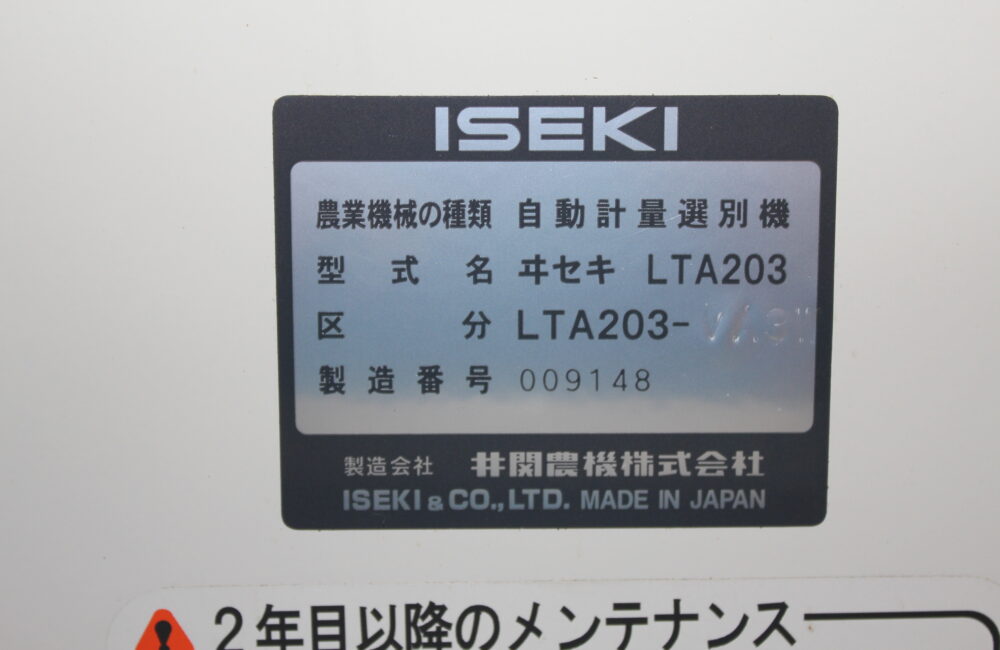 ISEKI
農業機械の種類 自動計量選別機
型式名 ヰセキ LTA203
区分 LTA203-
製造番号 009148
製造会社 井関農機株式会社
ISEKI & CO., LTD. MADE IN JAPAN
2年目以降のメンテナンス